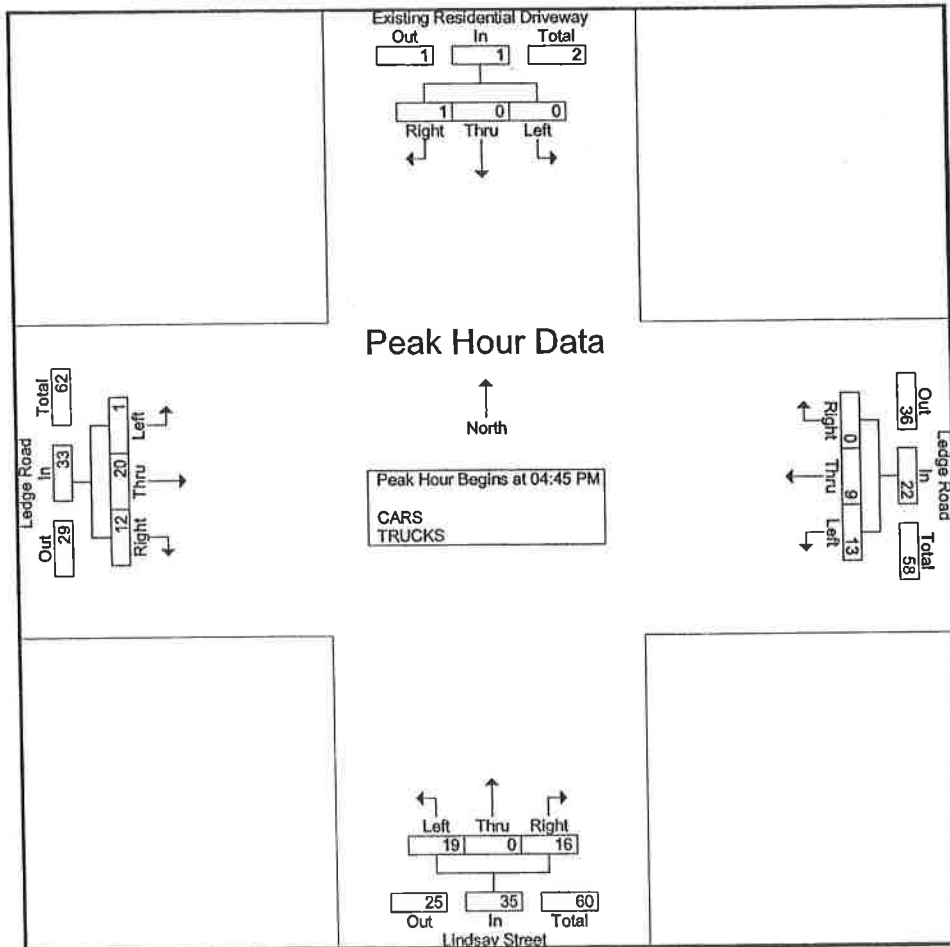 Existing Residential Driveway
Out In Total
1 1 2
1 0 0
Right Thru Left
Peak Hour Data
North
Peak Hour Begins at 04:45 PM
CARS
TRUCKS
Ledge Road
Total In Out
62 33 29
1 20 12
Left Thru Right
Right Thru Left
0 9 13
Out In Total
36 22 58
Ledge Road
Left Thru Right
19 0 16
25 35 60
Out In Total
Lindsay Street